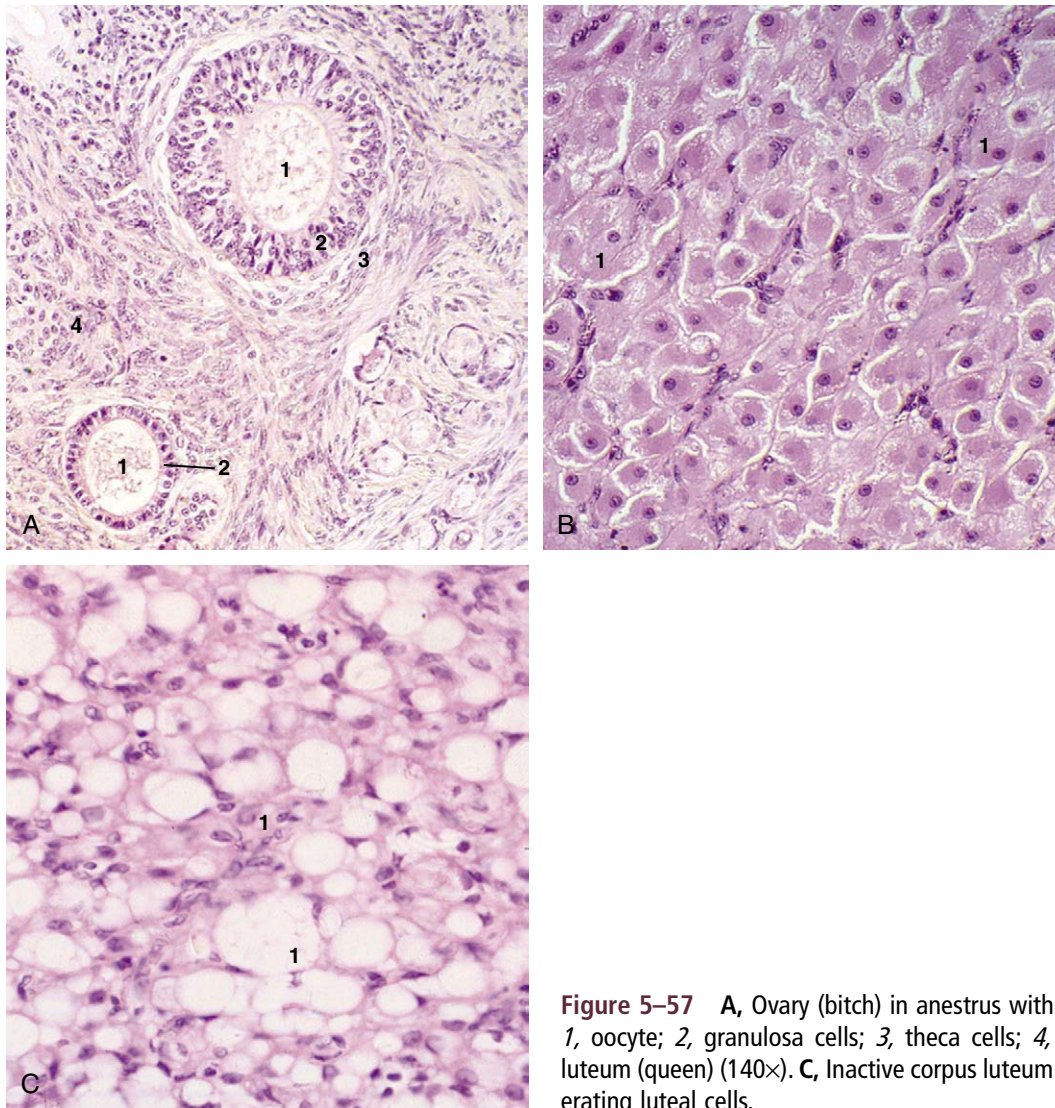 1
2
3
4
1
2
A
1
1
B
1
1
C
Figure 5–57 A, Ovary (bitch) in anestrus with
1, oocyte; 2, granulosa cells; 3, theca cells; 4,
luteum (queen) (140×). C, Inactive corpus luteum
erating luteal cells.